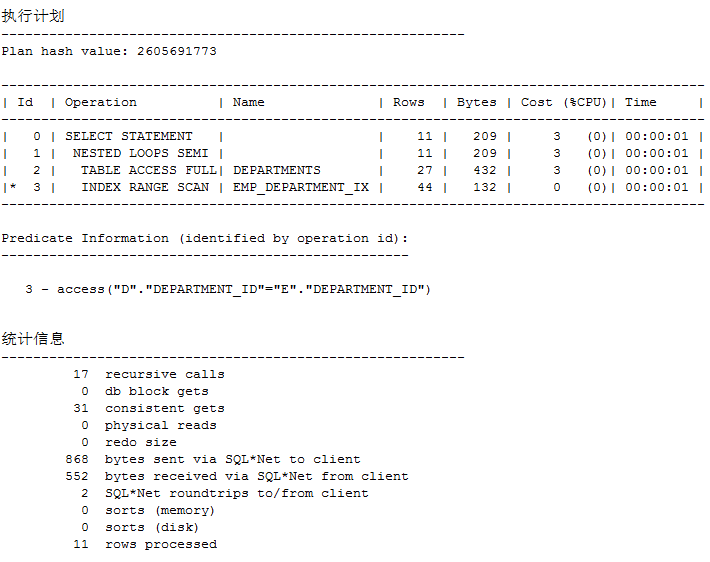 执行计划
----------------------------------------------------------
Plan hash value: 2605691773

----------------------------------------------------------------------------------------
| Id  | Operation          | Name              | Rows  | Bytes | Cost (%CPU)| Time     |
----------------------------------------------------------------------------------------
|   0 | SELECT STATEMENT   |                   |    11 |   209 |     3   (0)| 00:00:01 |
|   1 |  NESTED LOOPS SEMI |                   |    11 |   209 |     3   (0)| 00:00:01 |
|   2 |   TABLE ACCESS FULL| DEPARTMENTS       |    27 |   432 |     3   (0)| 00:00:01 |
|*  3 |   INDEX RANGE SCAN | EMP_DEPARTMENT_IX |    44 |   132 |     0   (0)| 00:00:01 |
----------------------------------------------------------------------------------------

Predicate Information (identified by operation id):
---------------------------------------------------

   3 - access("D"."DEPARTMENT_ID"="E"."DEPARTMENT_ID")

统计信息
----------------------------------------------------------
         17  recursive calls
          0  db block gets
         31  consistent gets
          0  physical reads
          0  redo size
        868  bytes sent via SQL*Net to client
        552  bytes received via SQL*Net from client
          2  SQL*Net roundtrips to/from client
          0  sorts (memory)
          0  sorts (disk)
         11  rows processed